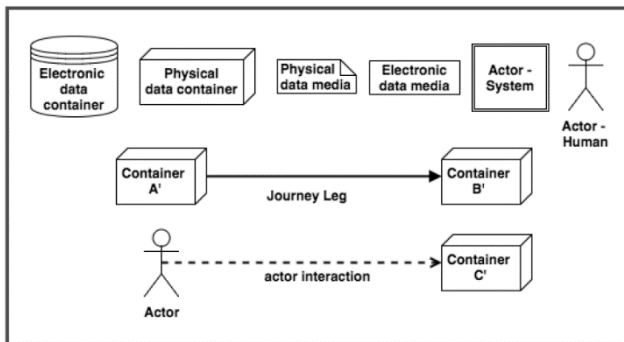 Electronic
data
container
Physical
data container
Physical
data media
Electronic
data media
Actor -
System
Actor -
Human
Container
A'
Journey Leg
Container
B'
Actor
actor interaction
Container
C'